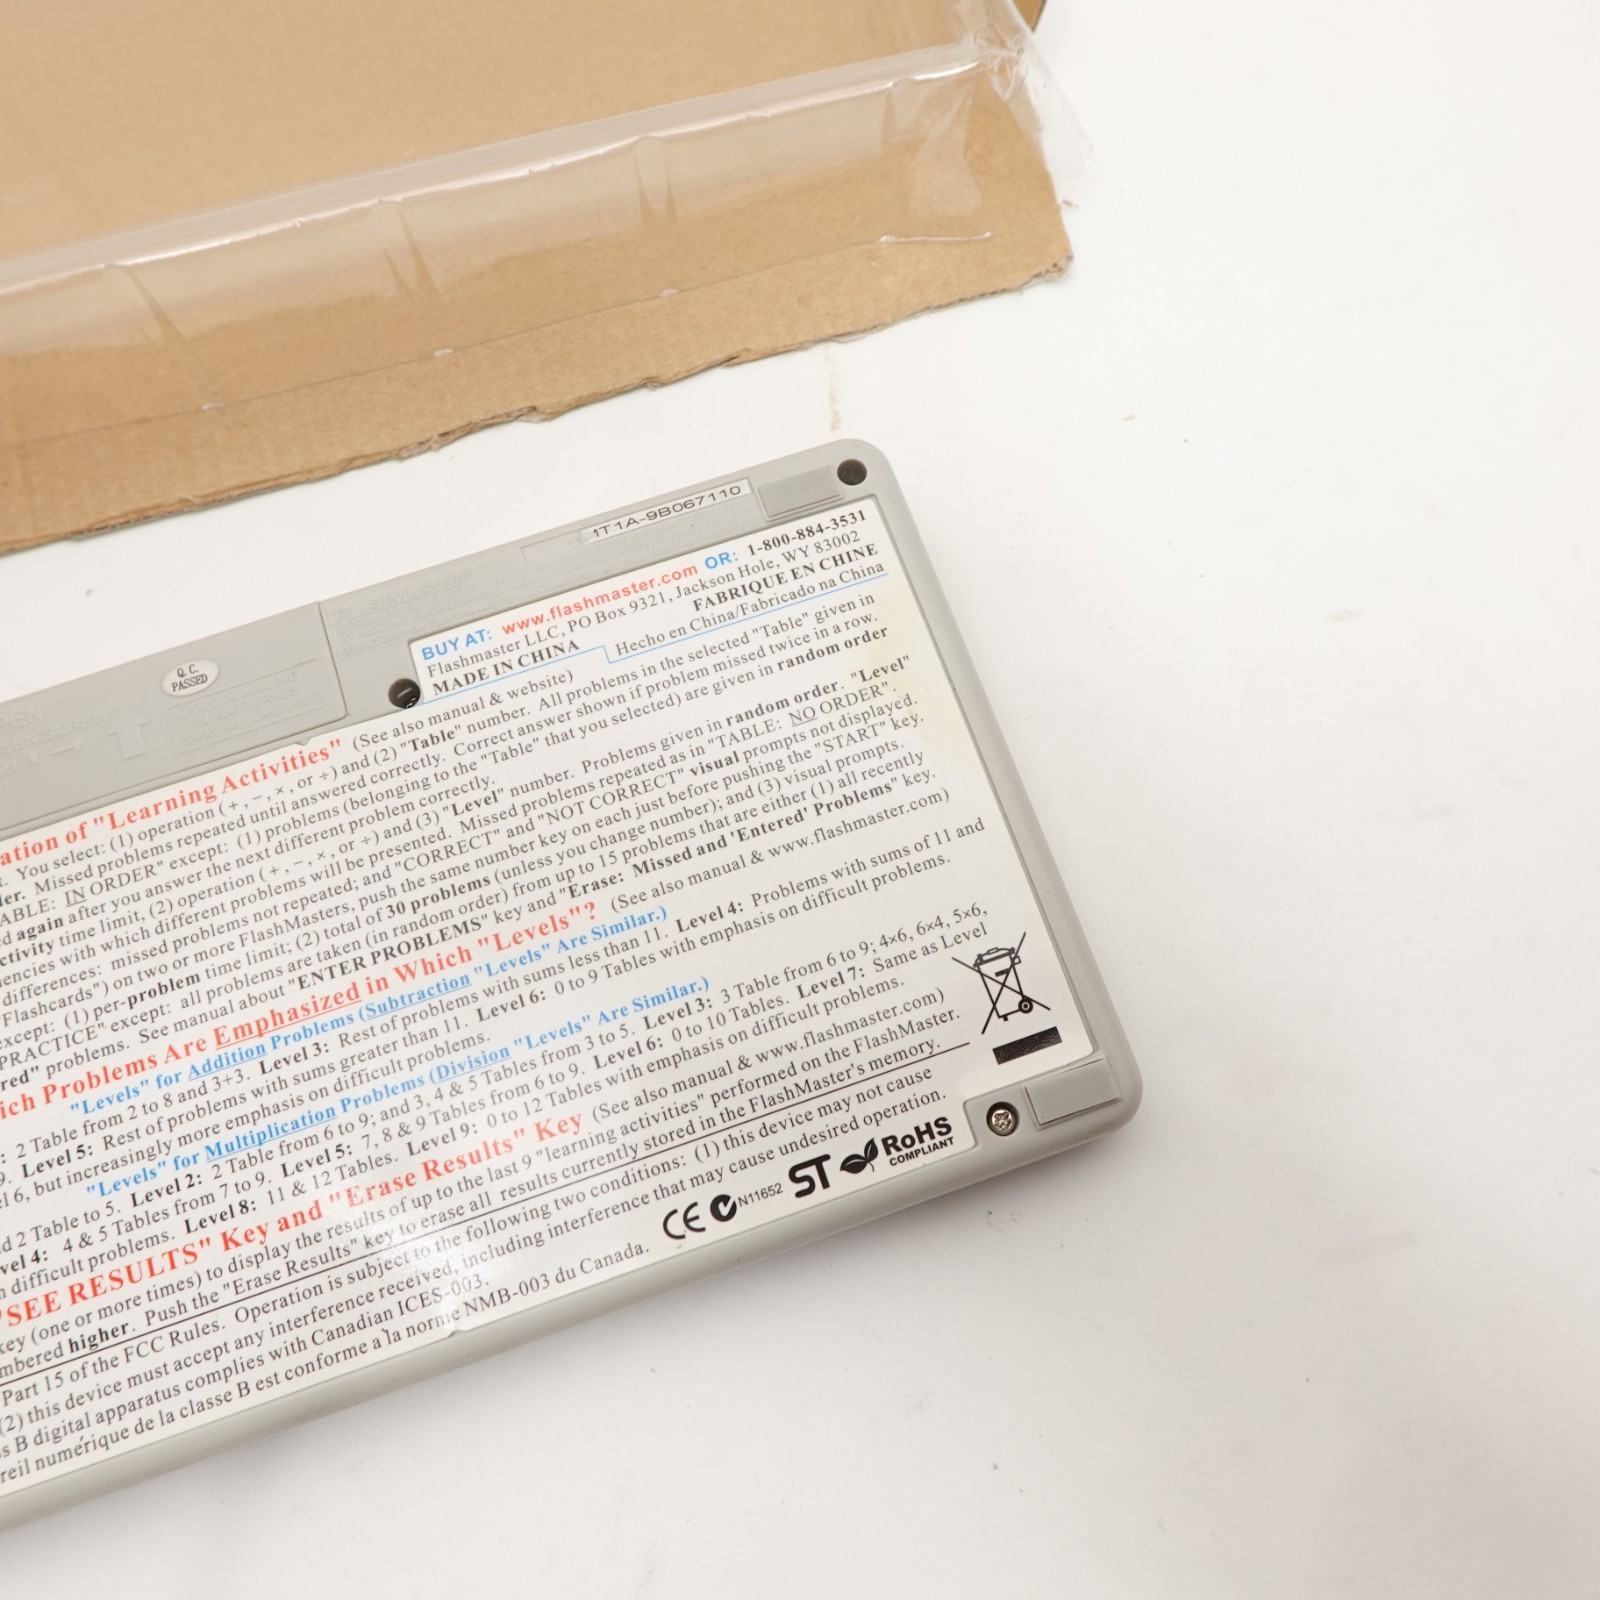 1T1A-9B067110
BUY AT: www.flashmaster.com OR: 1-800-884-3531
Flashmaster LLC, PO Box 9321, Jackson Hole, WY 83002
MADE IN CHINA FABRIQUE EN CHINE
Hecho en China/Fabricado na China
Q.C.
PASSED
ation of "Learning Activities" (See also manual & website)
. You select: (1) operation (+, −, ×, or ÷) and (2) "Table" number. All problems in the selected "Table" given in
er. Missed problems repeated until answered correctly. Correct answer shown if problem missed twice in a row.
ABLE: IN ORDER" except: (1) problems (belonging to the "Table" that you selected) are given in random order
d again after you answer the next different problem correctly.
ctivity time limit, (2) operation (+, −, ×, or ÷) and (3) "Level" number. Problems given in random order. "Level"
encies with which different problems will be presented. Missed problems repeated as in "TABLE: NO ORDER".
differences: missed problems not repeated; and "CORRECT" and "NOT CORRECT" visual prompts not displayed.
Flashcards") on two or more FlashMasters, push the same number key on each just before pushing the "START" key.
except: (1) per-problem time limit; (2) total of 30 problems (unless you change number); and (3) visual prompts.
PRACTICE" except: all problems are taken (in random order) from up to 15 problems that are either (1) all recently
red" problems. See manual about "ENTER PROBLEMS" key and "Erase: Missed and 'Entered' Problems" key.
ich Problems Are Emphasized in Which "Levels"? (See also manual & www.flashmaster.com)
"Levels" for Addition Problems (Subtraction "Levels" Are Similar.)
: 2 Table from 2 to 8 and 3+3. Level 3: Rest of problems with sums less than 11. Level 4: Problems with sums of 11 and
9. Level 5: Rest of problems with sums greater than 11. Level 6: 0 to 9 Tables with emphasis on difficult problems.
el 6, but increasingly more emphasis on difficult problems.
"Levels" for Multiplication Problems (Division "Levels" Are Similar.)
d 2 Table to 5. Level 2: 2 Table from 6 to 9; and 3, 4 & 5 Tables from 3 to 5. Level 3: 3 Table from 6 to 9; 4×6, 6×4, 5×6,
vel 4: 4 & 5 Tables from 7 to 9. Level 5: 7, 8 & 9 Tables from 6 to 9. Level 6: 0 to 10 Tables. Level 7: Same as Level
n difficult problems. Level 8: 11 & 12 Tables. Level 9: 0 to 12 Tables with emphasis on difficult problems.
"SEE RESULTS" Key and "Erase Results" Key (See also manual & www.flashmaster.com)
key (one or more times) to display the results of up to the last 9 "learning activities" performed on the FlashMaster.
mbered higher. Push the "Erase Results" key to erase all results currently stored in the FlashMaster's memory.
Part 15 of the FCC Rules. Operation is subject to the following two conditions: (1) this device may not cause
(2) this device must accept any interference received, including interference that may cause undesired operation.
ss B digital apparatus complies with Canadian ICES-003.
reil numérique de la classe B est conforme a `la norme NMB-003 du Canada.
CE N11652 ST RoHS
COMPLIANT